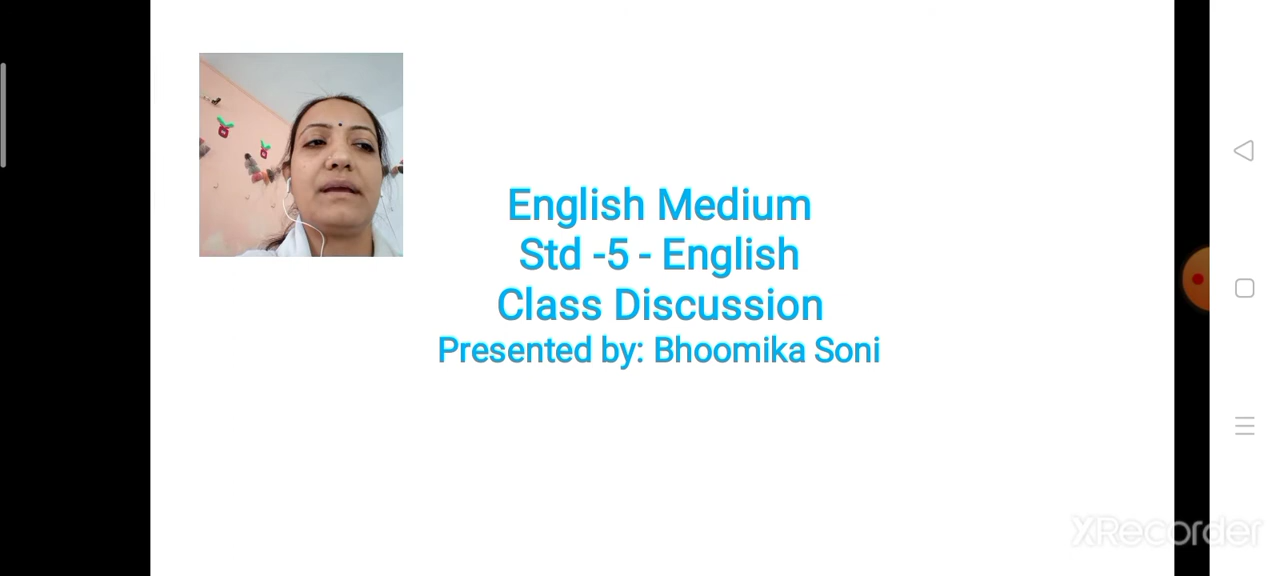 English Medium
Std -5 - English
Class Discussion
Presented by: Bhoomika Soni
XRecorder